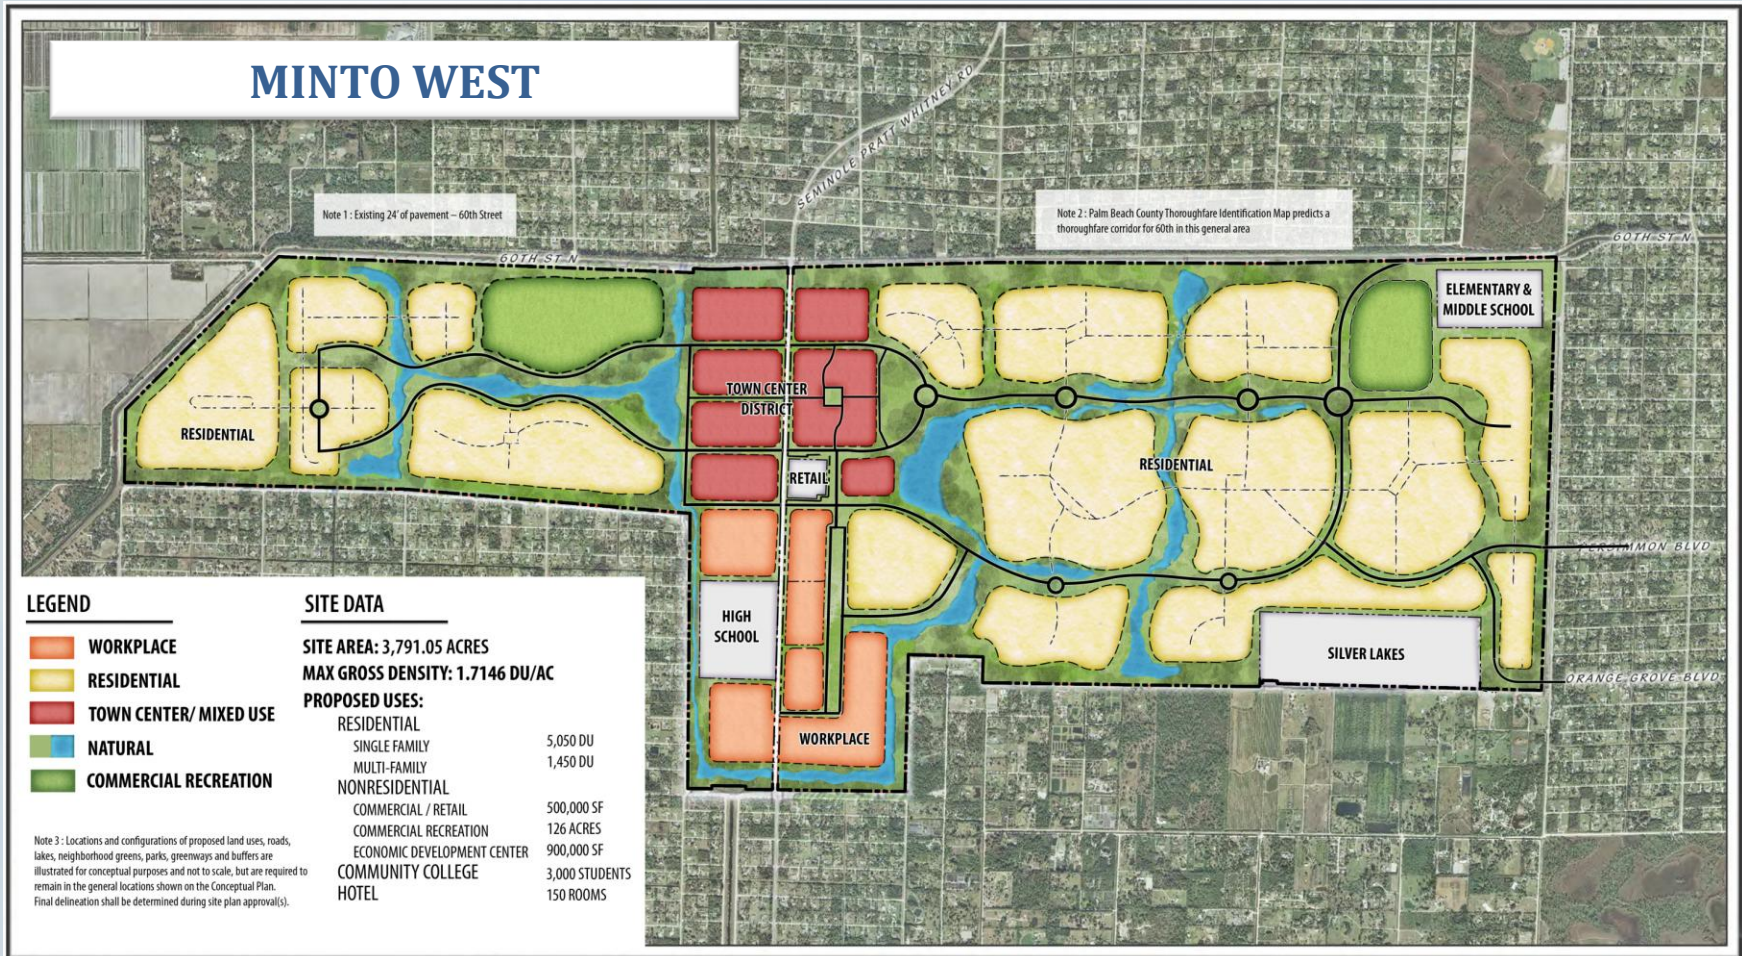 MINTO WEST
SEMINOLE PRATT WHITNEY RD
Note 1 : Existing 24' of pavement – 60th Street
Note 2 : Palm Beach County Thoroughfare Identification Map predicts a
thoroughfare corridor for 60th in this general area
60TH ST N
60TH ST N
ELEMENTARY &
MIDDLE SCHOOL
TOWN CENTER
DISTRICT
RESIDENTIAL
RETAIL
RESIDENTIAL
PERSIMMON BLVD
HIGH
SCHOOL
SILVER LAKES
ORANGE GROVE BLVD
WORKPLACE
LEGEND
WORKPLACE
RESIDENTIAL
TOWN CENTER/ MIXED USE
NATURAL
COMMERCIAL RECREATION
Note 3 : Locations and configurations of proposed land uses, roads,
lakes, neighborhood greens, parks, greenways and buffers are
illustrated for conceptual purposes and not to scale, but are required to
remain in the general locations shown on the Conceptual Plan.
Final delineation shall be determined during site plan approval(s).
SITE DATA
SITE AREA: 3,791.05 ACRES
MAX GROSS DENSITY: 1.7146 DU/AC
PROPOSED USES:
RESIDENTIAL
SINGLE FAMILY 5,050 DU
MULTI-FAMILY 1,450 DU
NONRESIDENTIAL
COMMERCIAL / RETAIL 500,000 SF
COMMERCIAL RECREATION 126 ACRES
ECONOMIC DEVELOPMENT CENTER 900,000 SF
COMMUNITY COLLEGE 3,000 STUDENTS
HOTEL 150 ROOMS